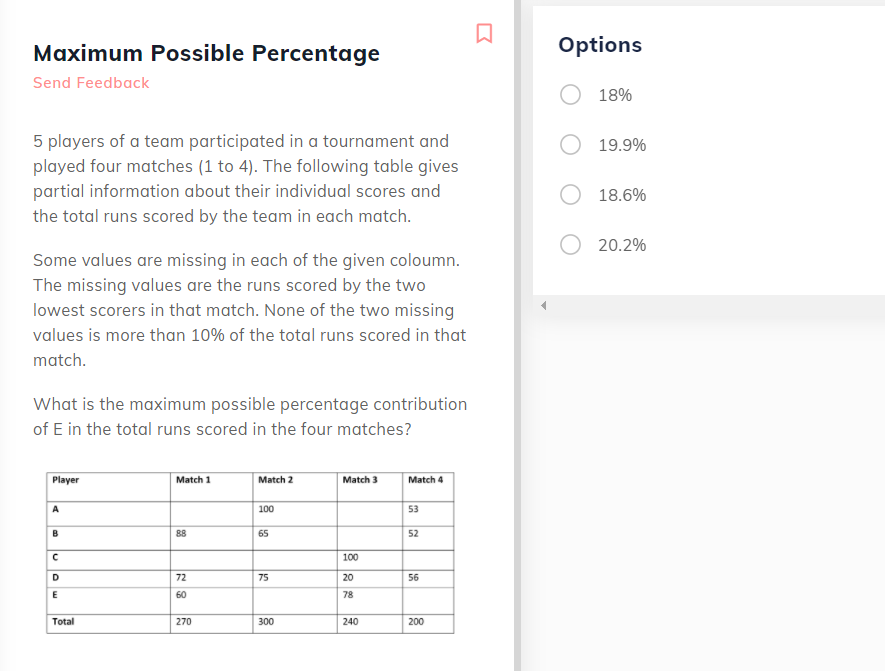 Maximum Possible Percentage
Send Feedback
5 players of a team participated in a tournament and
played four matches (1 to 4). The following table gives
partial information about their individual scores and
the total runs scored by the team in each match.
Some values are missing in each of the given coloumn.
The missing values are the runs scored by the two
lowest scorers in that match. None of the two missing
values is more than 10% of the total runs scored in that
match.
What is the maximum possible percentage contribution
of E in the total runs scored in the four matches?
Player Match 1 Match 2 Match 3 Match 4
A 100 53
B 88 65 52
C 100
D 72 75 20 56
E 60 78
Total 270 300 240 200
Options
18%
19.9%
18.6%
20.2%